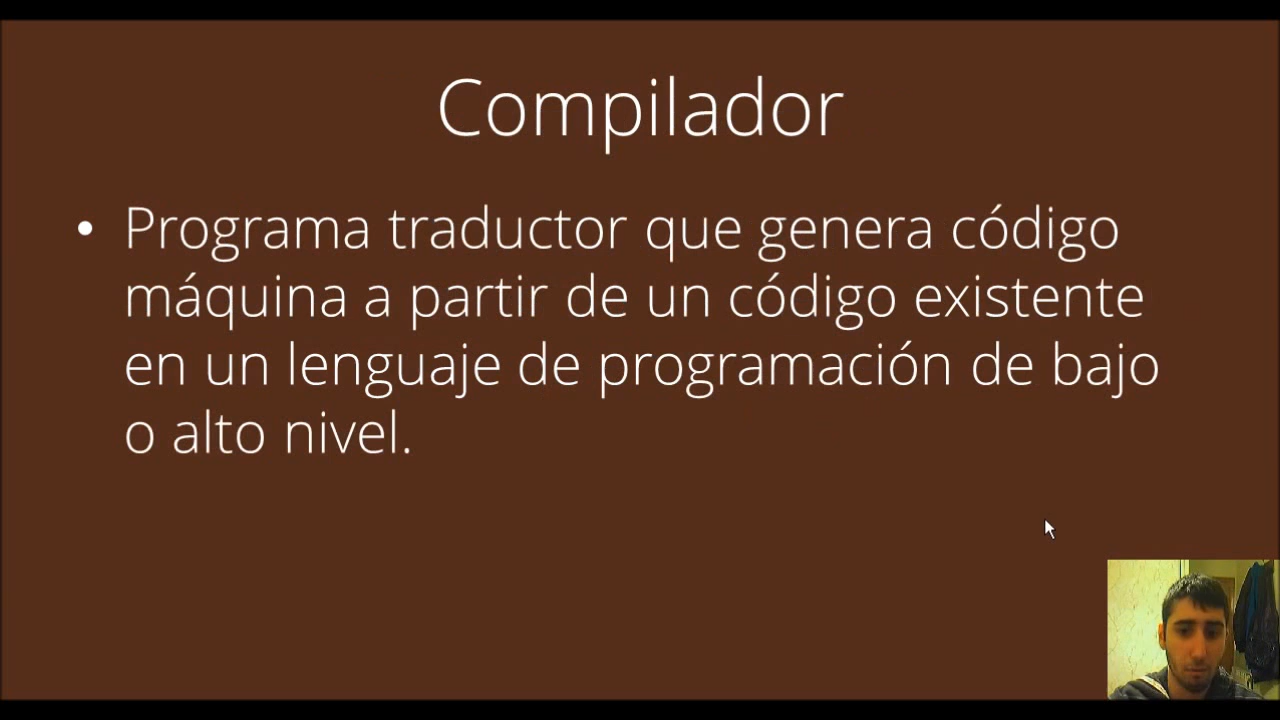 Compilador
• Programa traductor que genera código
máquina a partir de un código existente
en un lenguaje de programación de bajo
o alto nivel.